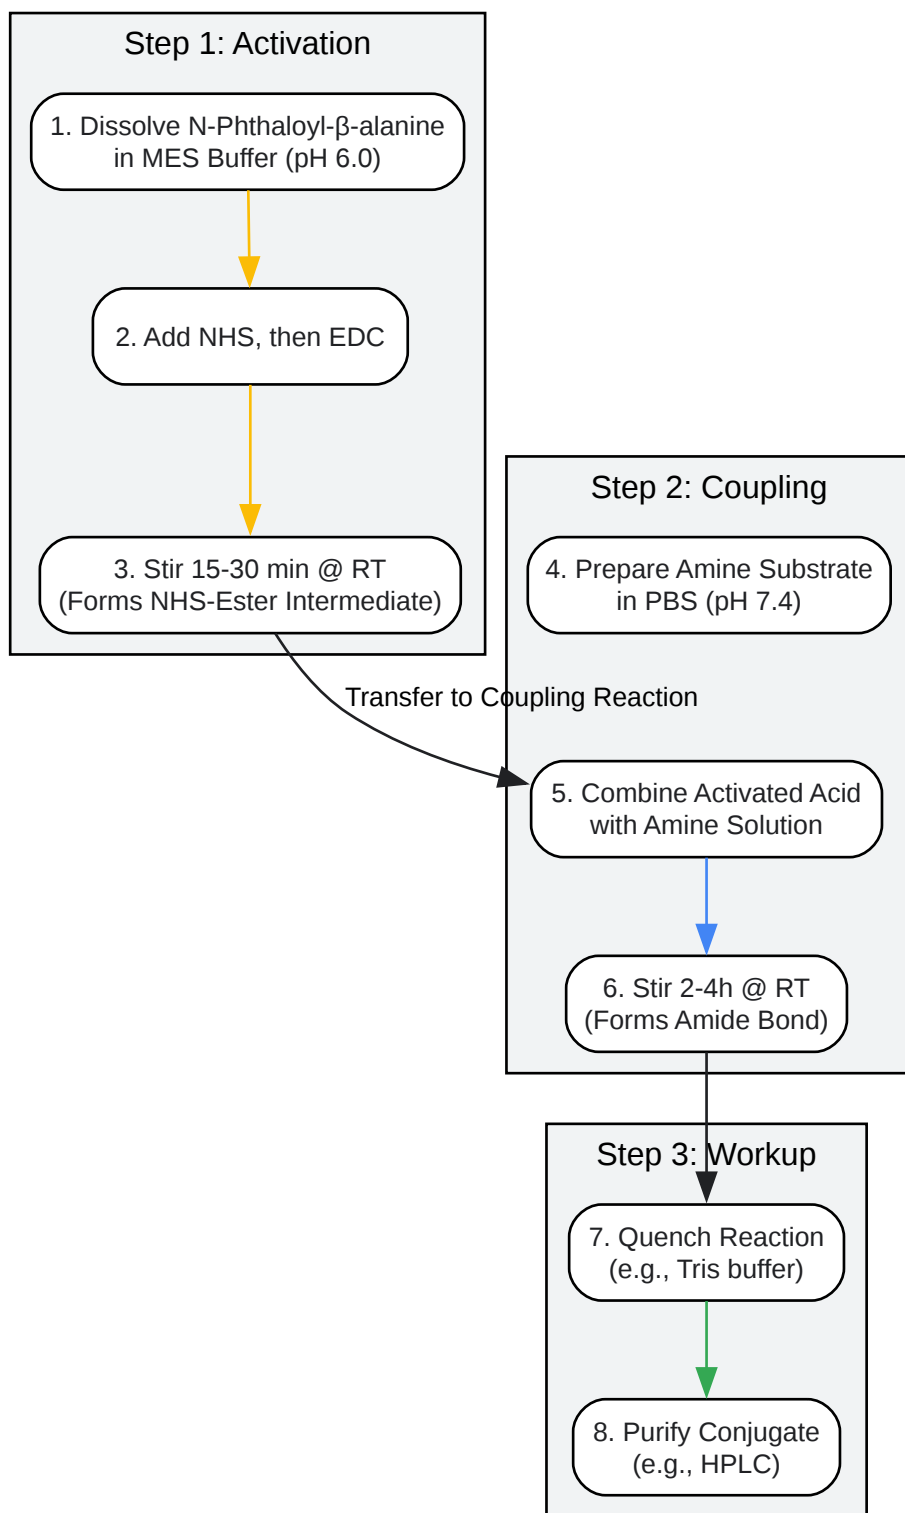 Step 1: Activation
1. Dissolve N-Phthaloyl-β-alanine
in MES Buffer (pH 6.0)
2. Add NHS, then EDC
3. Stir 15-30 min @ RT
(Forms NHS-Ester Intermediate)
Step 2: Coupling
4. Prepare Amine Substrate
in PBS (pH 7.4)
Transfer to Coupling Reaction
5. Combine Activated Acid
with Amine Solution
6. Stir 2-4h @ RT
(Forms Amide Bond)
Step 3: Workup
7. Quench Reaction
(e.g., Tris buffer)
8. Purify Conjugate
(e.g., HPLC)